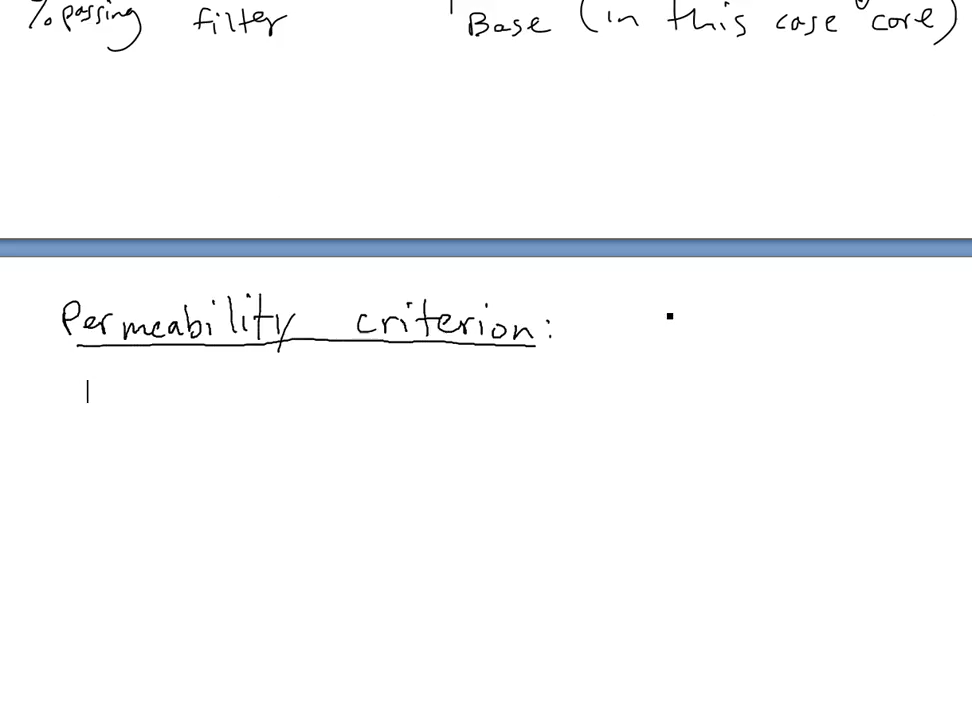 % passing filter Base (in this case core)
Permeability criterion: